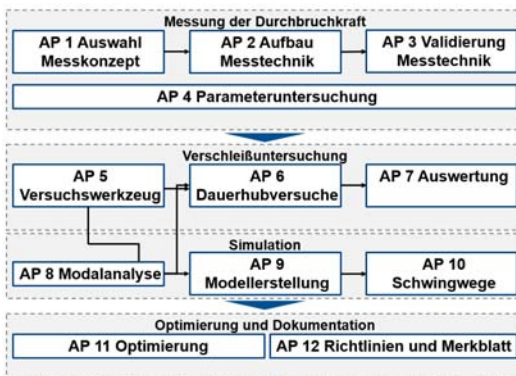 Messung der Durchbruchkraft
AP 1 Auswahl
Messkonzept
AP 2 Aufbau
Messtechnik
AP 3 Validierung
Messtechnik
AP 4 Parameteruntersuchung
Verschleißuntersuchung
AP 5
Versuchswerkzeug
AP 6
Dauerhubversuche
AP 7 Auswertung
Simulation
AP 8 Modalanalyse
AP 9
Modellerstellung
AP 10
Schwingwege
Optimierung und Dokumentation
AP 11 Optimierung
AP 12 Richtlinien und Merkblatt